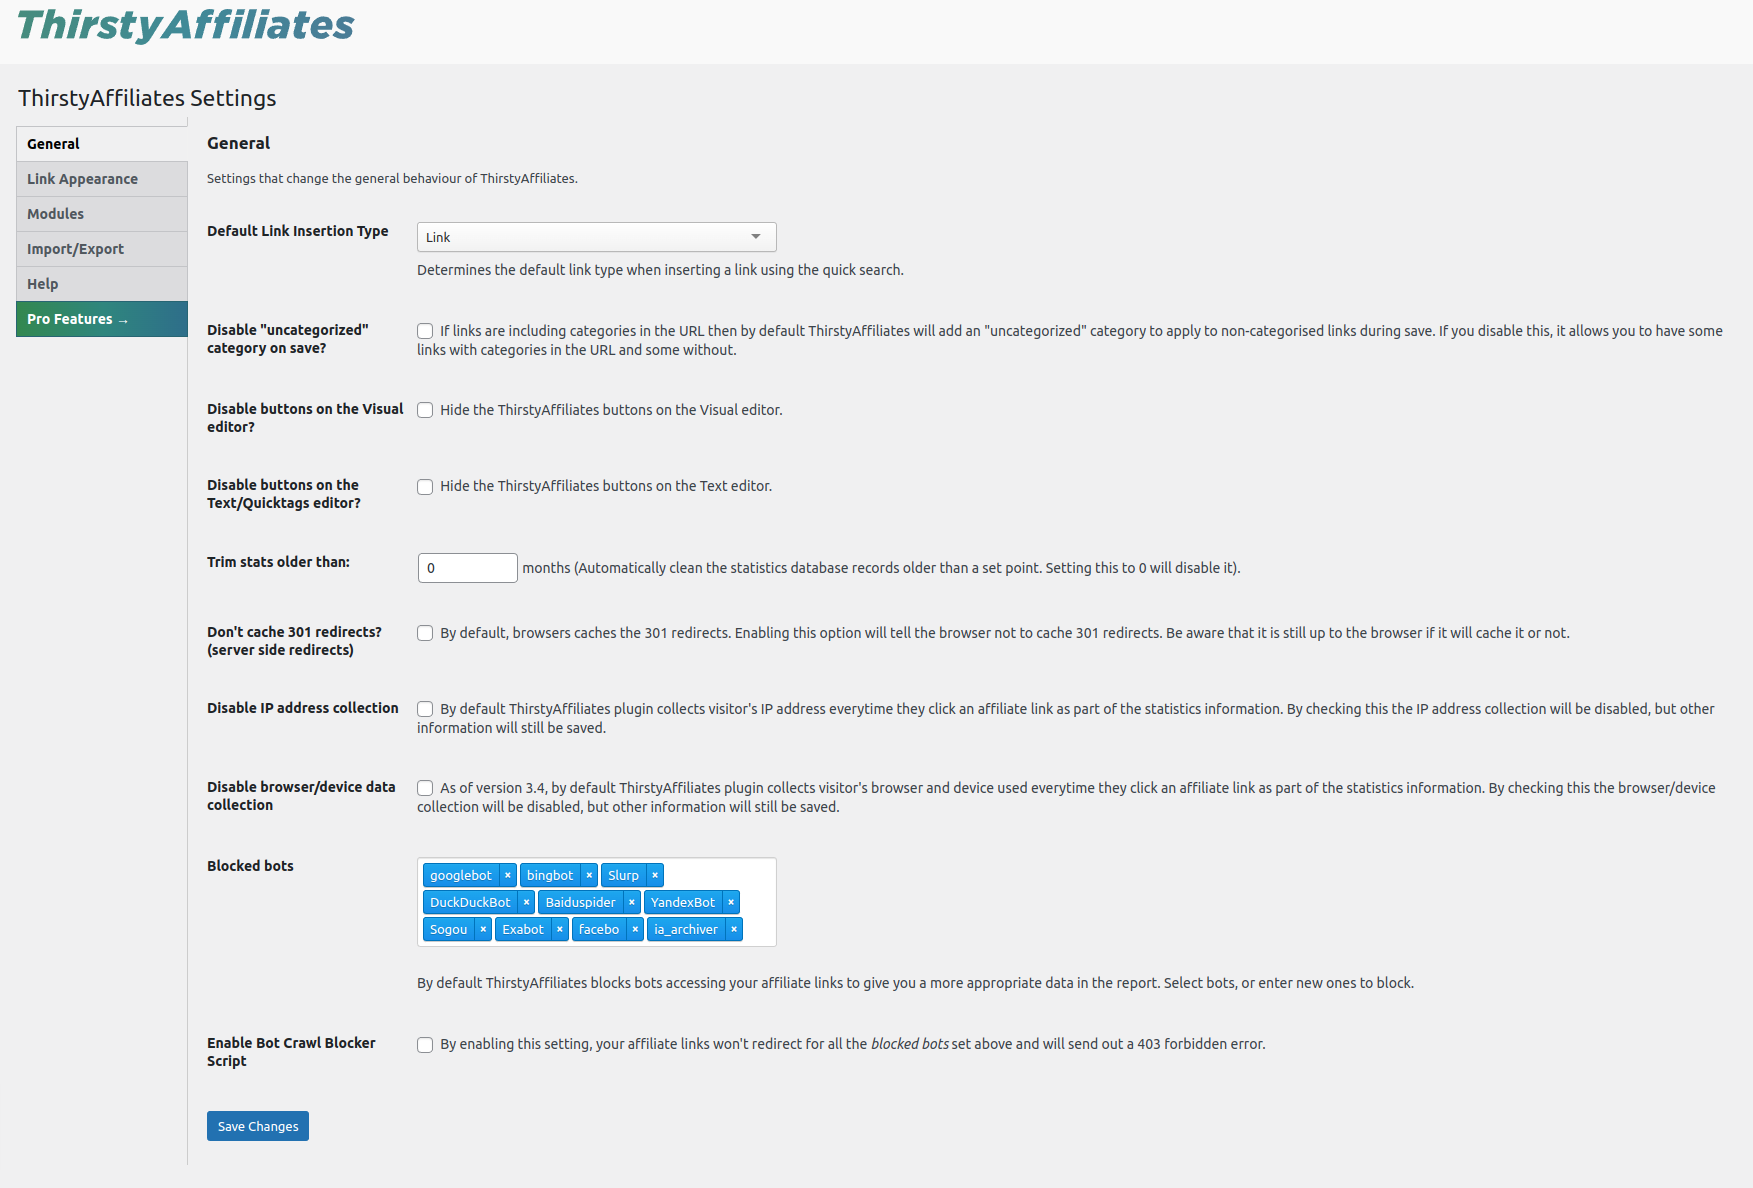 ThirstyAffiliates
ThirstyAffiliates Settings
General
Link Appearance
Modules
Import/Export
Help
Pro Features →
General
Settings that change the general behaviour of ThirstyAffiliates.
Default Link Insertion Type
Link
Determines the default link type when inserting a link using the quick search.
Disable "uncategorized"
category on save?
If links are including categories in the URL then by default ThirstyAffiliates will add an "uncategorized" category to apply to non-categorised links during save. If you disable this, it allows you to have some
links with categories in the URL and some without.
Disable buttons on the Visual
editor?
Hide the ThirstyAffiliates buttons on the Visual editor.
Disable buttons on the
Text/Quicktags editor?
Hide the ThirstyAffiliates buttons on the Text editor.
Trim stats older than:
0 months (Automatically clean the statistics database records older than a set point. Setting this to 0 will disable it).
Don't cache 301 redirects?
(server side redirects)
By default, browsers caches the 301 redirects. Enabling this option will tell the browser not to cache 301 redirects. Be aware that it is still up to the browser if it will cache it or not.
Disable IP address collection
By default ThirstyAffiliates plugin collects visitor's IP address everytime they click an affiliate link as part of the statistics information. By checking this the IP address collection will be disabled, but other
information will still be saved.
Disable browser/device data
collection
As of version 3.4, by default ThirstyAffiliates plugin collects visitor's browser and device used everytime they click an affiliate link as part of the statistics information. By checking this the browser/device
collection will be disabled, but other information will still be saved.
Blocked bots
googlebot × bingbot × Slurp ×
DuckDuckBot × Baiduspider × YandexBot ×
Sogou × Exabot × facebo × ia_archiver ×
By default ThirstyAffiliates blocks bots accessing your affiliate links to give you a more appropriate data in the report. Select bots, or enter new ones to block.
Enable Bot Crawl Blocker
Script
By enabling this setting, your affiliate links won't redirect for all the blocked bots set above and will send out a 403 forbidden error.
Save Changes